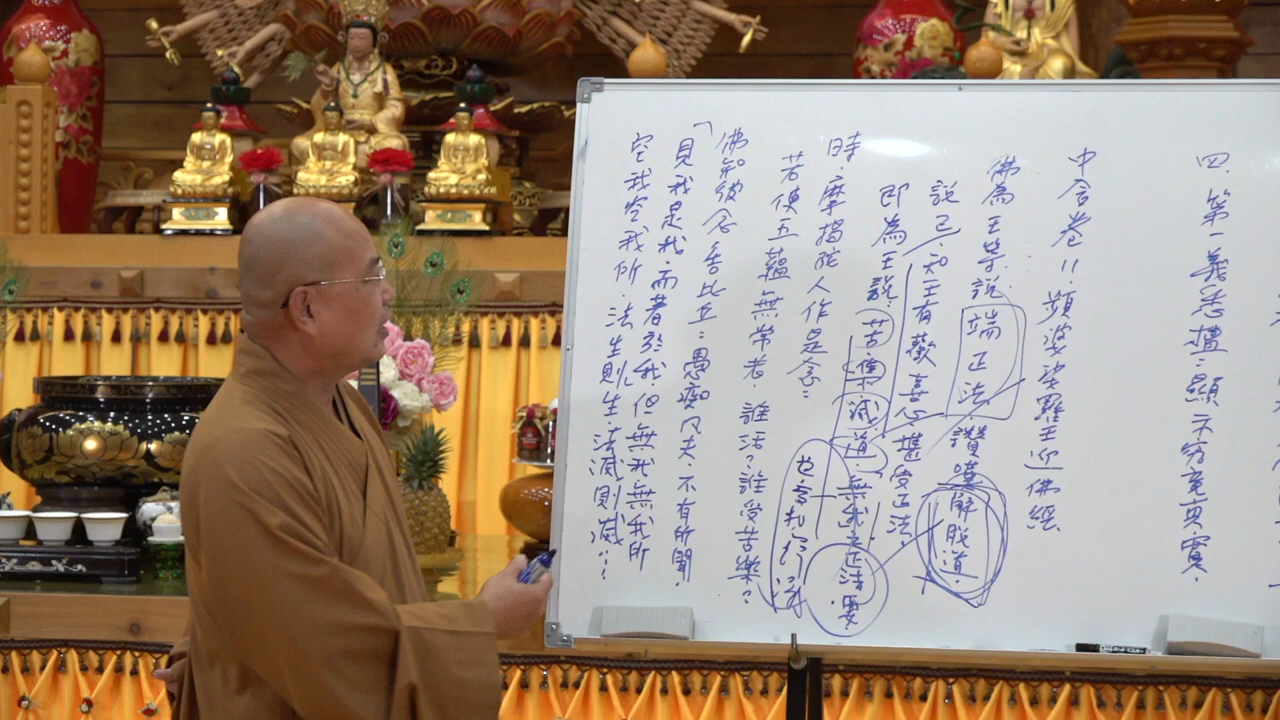 四. 第一義悉檀: 顯示究竟真實.
中含卷11: 頻婆娑羅王迎佛經
佛為王等說: 端正法 讚嘆解脫道.
說已. 知王有歡喜心堪受正法
即為王說: 苦集滅道. 無我之正法要.
時. 摩揭陀人作是念:
若使五蘊無常者. 誰活? 誰受苦樂?
佛知彼念告比丘: 愚癡凡夫. 不有所聞.
「見我是我. 而著於我. 但無我無我所
空我空我所. 法生則生. 法滅則滅...